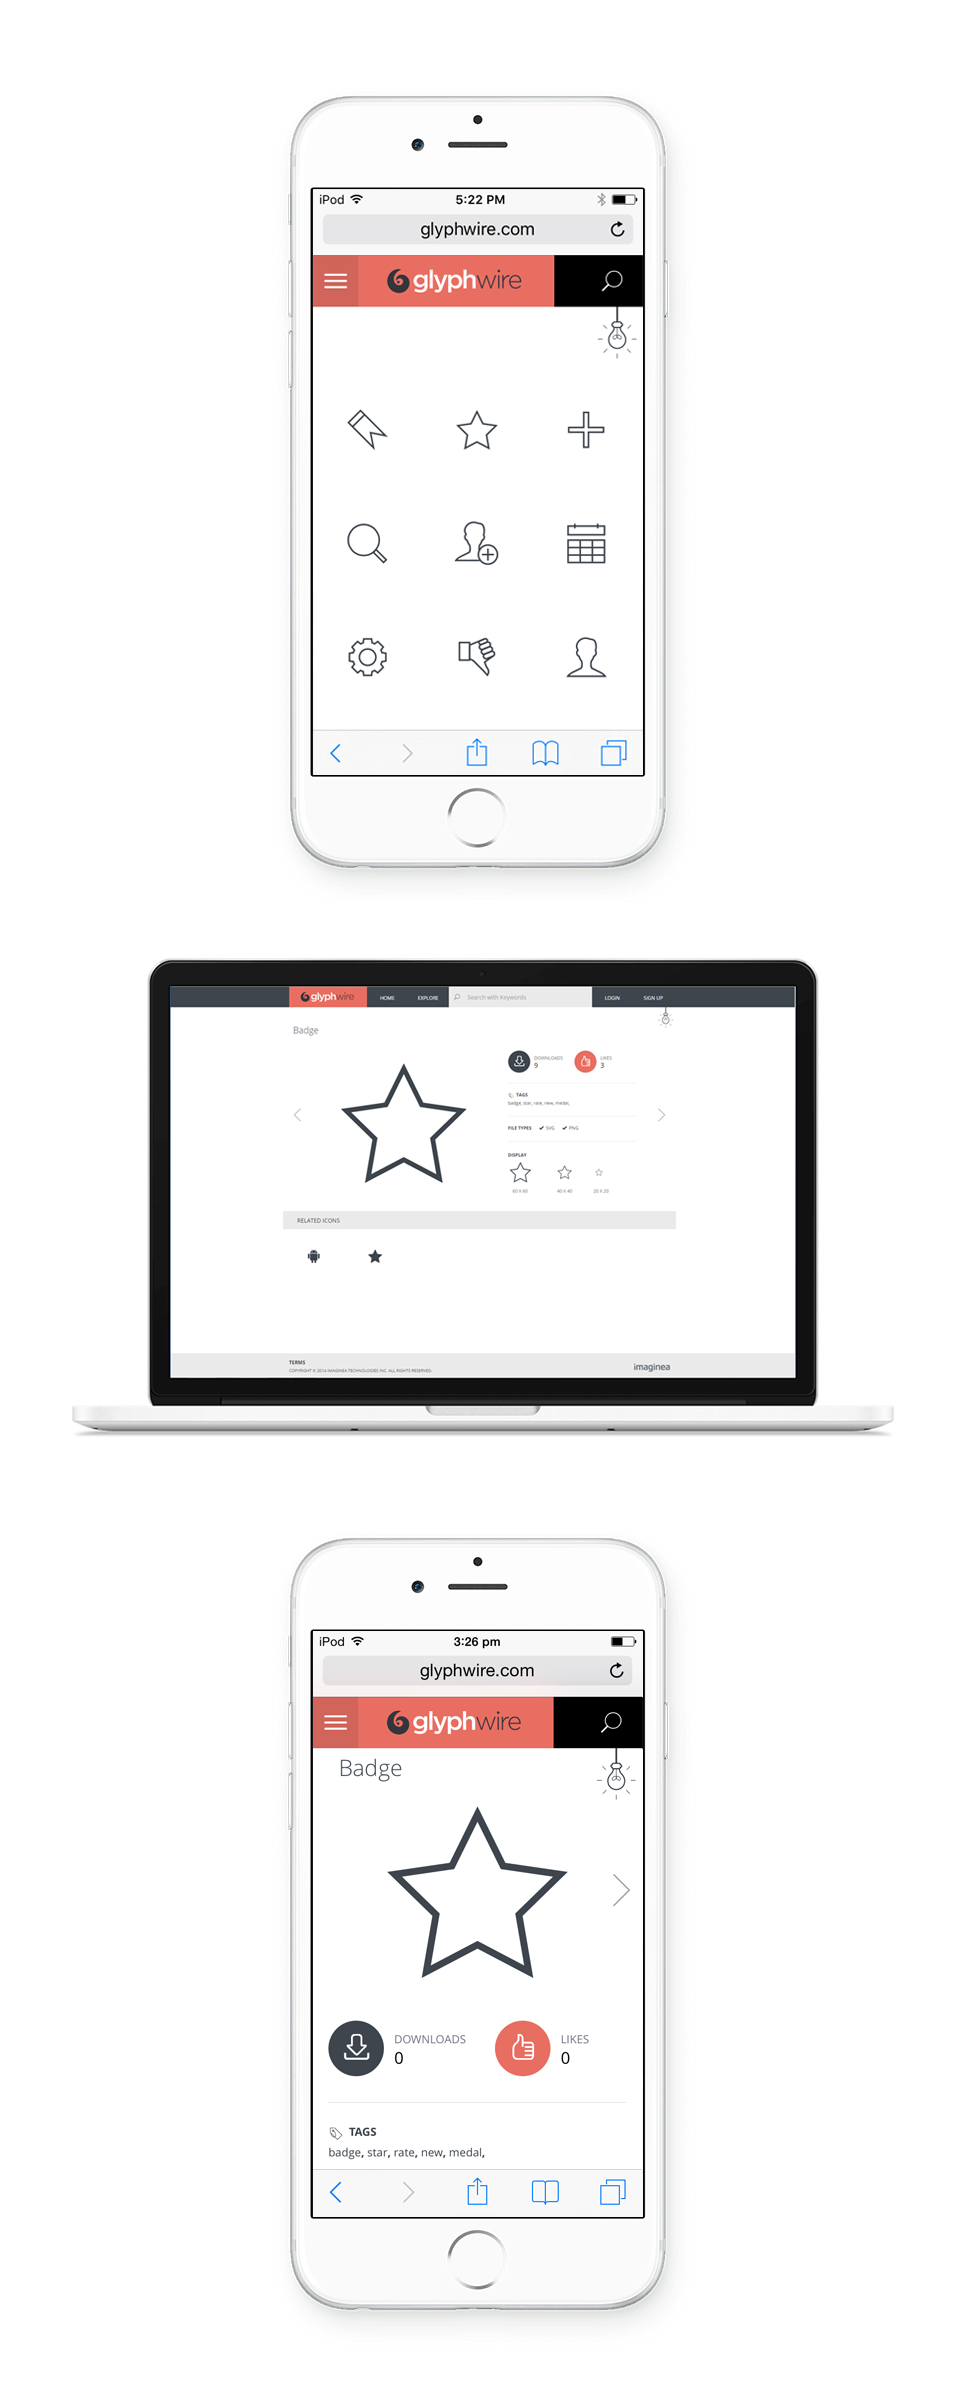 iPod 5:22 PM
glyphwire.com
glyphwire
glyphwire HOME EXPLORE Search with Keywords LOGIN SIGN UP
Badge
DOWNLOADS LIKES
9 3
TAGS
badge, star, rate, new, medal,
FILE TYPES SVG PNG
DISPLAY
60 X 60 40 X 40 20 X 20
RELATED ICONS
TERMS
COPYRIGHT © 2014 IMAGINEA TECHNOLOGIES INC. ALL RIGHTS RESERVED.
imaginea
iPod 3:26 pm
glyphwire.com
glyphwire
Badge
DOWNLOADS LIKES
0 0
TAGS
badge, star, rate, new, medal,